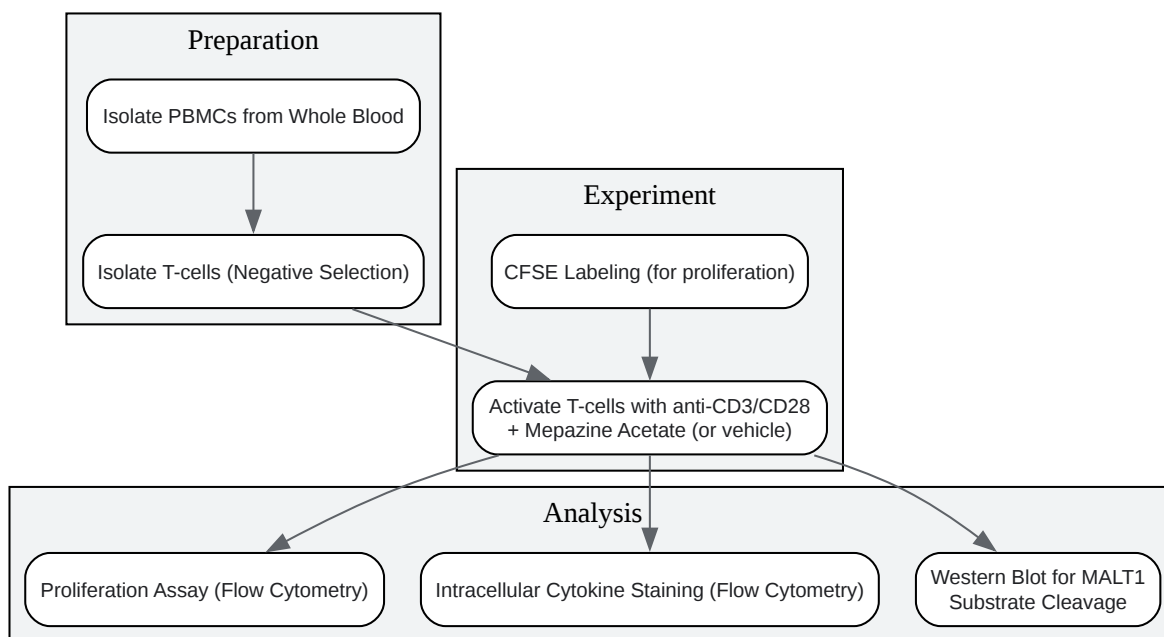 Preparation
Isolate PBMCs from Whole Blood
Isolate T-cells (Negative Selection)
Experiment
CFSE Labeling (for proliferation)
Activate T-cells with anti-CD3/CD28
+ Mepazine Acetate (or vehicle)
Analysis
Proliferation Assay (Flow Cytometry)
Intracellular Cytokine Staining (Flow Cytometry)
Western Blot for MALT1
Substrate Cleavage